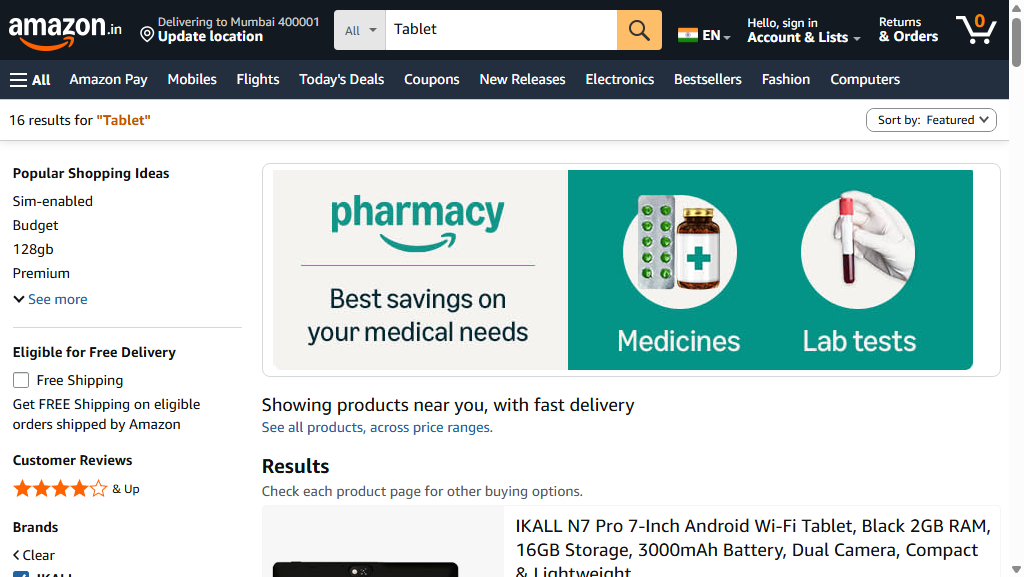 amazon.in
Delivering to Mumbai 400001
Update location
All
Tablet
EN
Hello, sign in
Account & Lists
Returns
& Orders
0
All
Amazon Pay
Mobiles
Flights
Today's Deals
Coupons
New Releases
Electronics
Bestsellers
Fashion
Computers
16 results for "Tablet"
Sort by: Featured
Popular Shopping Ideas
Sim-enabled
Budget
128gb
Premium
See more
Eligible for Free Delivery
Free Shipping
Get FREE Shipping on eligible
orders shipped by Amazon
Customer Reviews
& Up
Brands
Clear
IKALL
pharmacy
Best savings on
your medical needs
Medicines
Lab tests
Showing products near you, with fast delivery
See all products, across price ranges.
Results
Check each product page for other buying options.
IKALL N7 Pro 7-Inch Android Wi-Fi Tablet, Black 2GB RAM,
16GB Storage, 3000mAh Battery, Dual Camera, Compact
& Lightweight